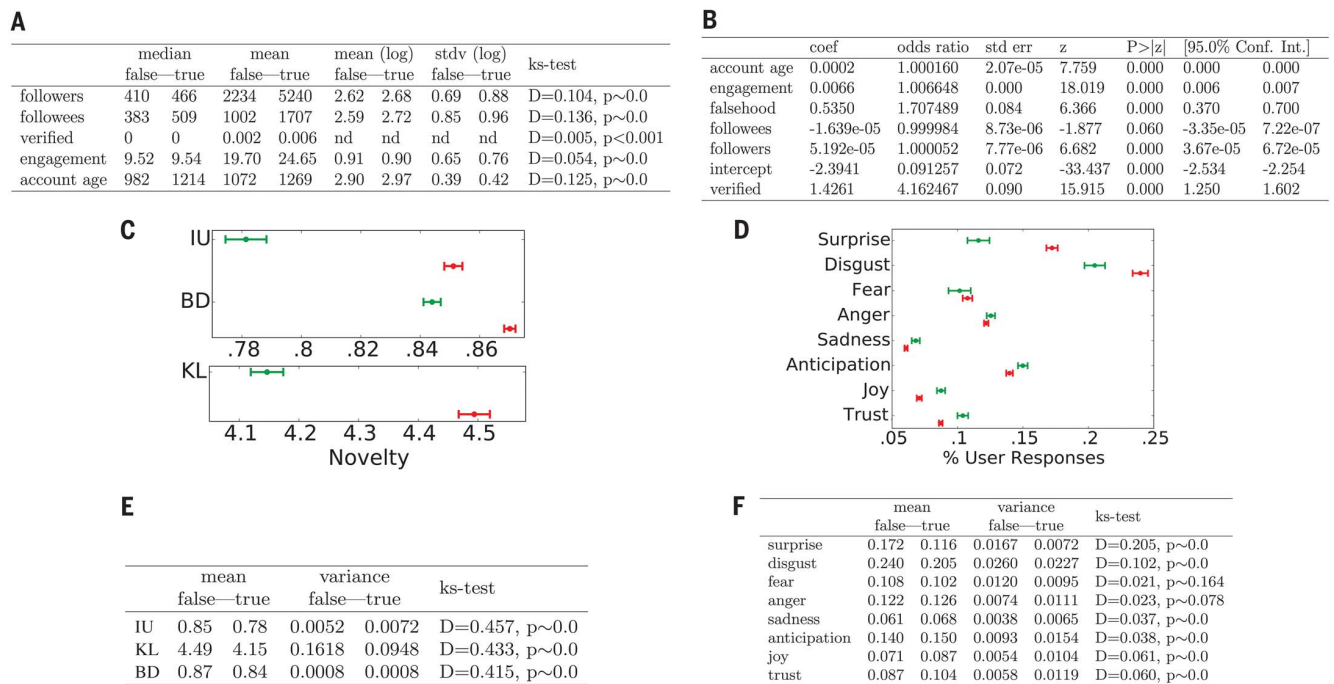 A
median mean mean (log) stdv (log) ks-test
false—true false—true false—true false—true
followers 410 466 2234 5240 2.62 2.68 0.69 0.88 D=0.104, p∼0.0
followees 383 509 1002 1707 2.59 2.72 0.85 0.96 D=0.136, p∼0.0
verified 0 0 0.002 0.006 nd nd nd nd D=0.005, p<0.001
engagement 9.52 9.54 19.70 24.65 0.91 0.90 0.65 0.76 D=0.054, p∼0.0
account age 982 1214 1072 1269 2.90 2.97 0.39 0.42 D=0.125, p∼0.0
B
coef odds ratio std err z P>|z| [95.0% Conf. Int.]
account age 0.0002 1.000160 2.07e-05 7.759 0.000 0.000 0.000
engagement 0.0066 1.006648 0.000 18.019 0.000 0.006 0.007
falsehood 0.5350 1.707489 0.084 6.366 0.000 0.370 0.700
followees -1.639e-05 0.999984 8.73e-06 -1.877 0.060 -3.35e-05 7.22e-07
followers 5.192e-05 1.000052 7.77e-06 6.682 0.000 3.67e-05 6.72e-05
intercept -2.3941 0.091257 0.072 -33.437 0.000 -2.534 -2.254
verified 1.4261 4.162467 0.090 15.915 0.000 1.250 1.602
C
IU
BD
.78 .8 .82 .84 .86
KL
4.1 4.2 4.3 4.4 4.5
Novelty
D
Surprise
Disgust
Fear
Anger
Sadness
Anticipation
Joy
Trust
.05 .1 .15 .2 .25
% User Responses
E
mean variance ks-test
false—true false—true
IU 0.85 0.78 0.0052 0.0072 D=0.457, p∼0.0
KL 4.49 4.15 0.1618 0.0948 D=0.433, p∼0.0
BD 0.87 0.84 0.0008 0.0008 D=0.415, p∼0.0
F
mean variance ks-test
false—true false—true
surprise 0.172 0.116 0.0167 0.0072 D=0.205, p∼0.0
disgust 0.240 0.205 0.0260 0.0227 D=0.102, p∼0.0
fear 0.108 0.102 0.0120 0.0095 D=0.021, p∼0.164
anger 0.122 0.126 0.0074 0.0111 D=0.023, p∼0.078
sadness 0.061 0.068 0.0038 0.0065 D=0.037, p∼0.0
anticipation 0.140 0.150 0.0093 0.0154 D=0.038, p∼0.0
joy 0.071 0.087 0.0054 0.0104 D=0.061, p∼0.0
trust 0.087 0.104 0.0058 0.0119 D=0.060, p∼0.0